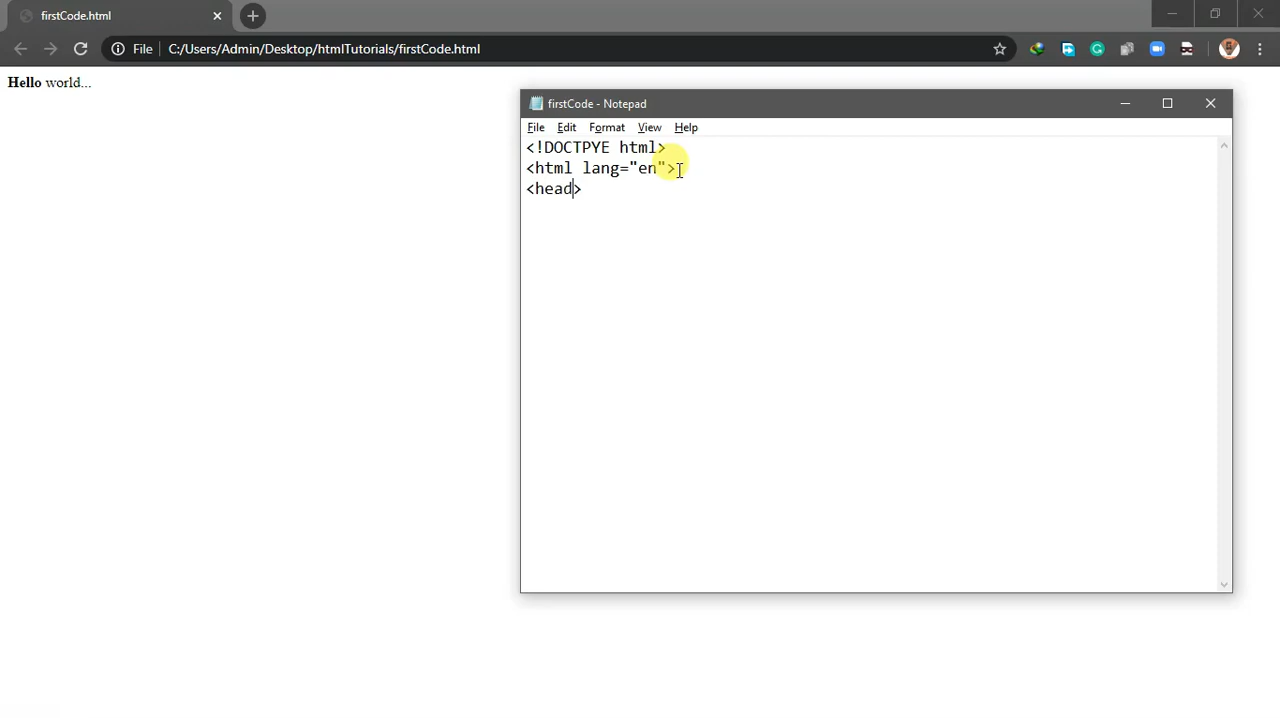 firstCode.html
File C:/Users/Admin/Desktop/htmlTutorials/firstCode.html
Hello world...
firstCode - Notepad
File Edit Format View Help
<!DOCTPYE html>
<html lang="en">
<head>